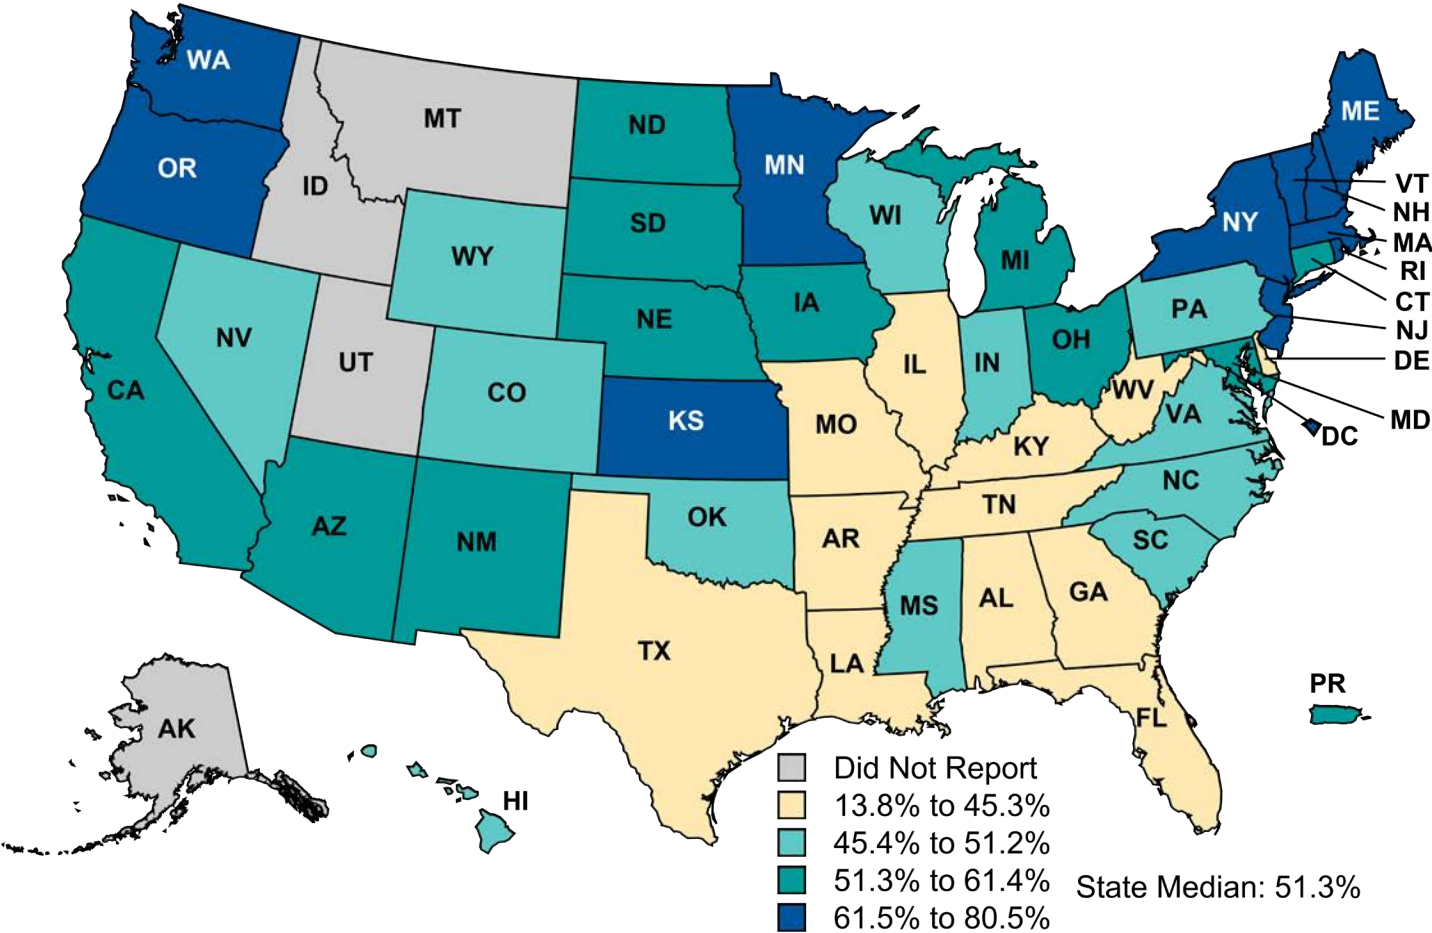 WA
MT
ND
MN
ME
OR
ID
SD
WI
NY
VT
NH
MA
RI
CT
NJ
DE
MD
DC
WY
MI
IA
NE
PA
NV
UT
CO
CA
KS
IL
IN
OH
WV
VA
MO
KY
NC
TN
AZ
NM
OK
AR
SC
MS
AL
GA
TX
LA
FL
PR
AK
HI
Did Not Report
13.8% to 45.3%
45.4% to 51.2%
51.3% to 61.4%
61.5% to 80.5%
State Median: 51.3%